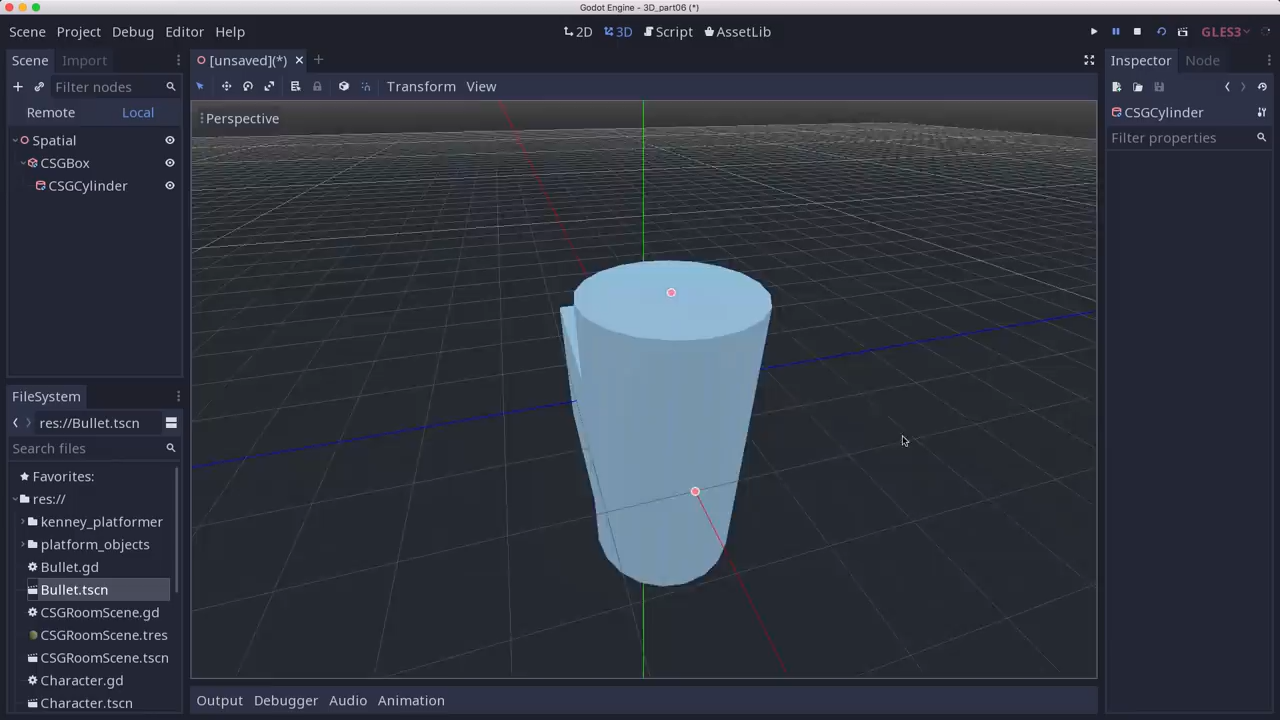 Godot Engine - 3D_part06 (*)
Scene Project Debug Editor Help
2D 3D Script AssetLib
GLES3
Scene Import
[unsaved](*)
Inspector Node
Filter nodes
Transform View
Remote Local
CSGCylinder
Perspective
Filter properties
Spatial
CSGBox
CSGCylinder
FileSystem
res://Bullet.tscn
Search files
Favorites:
res://
kenney_platformer
platform_objects
Bullet.gd
Bullet.tscn
CSGRoomScene.gd
CSGRoomScene.tres
CSGRoomScene.tscn
Character.gd
Character.tscn
Output Debugger Audio Animation